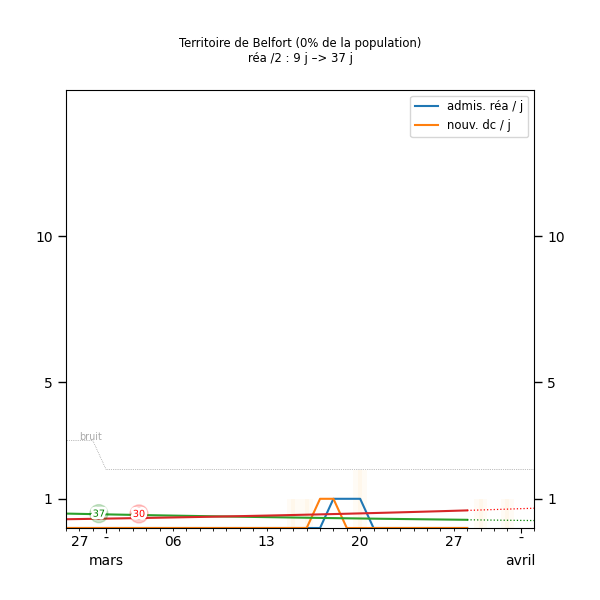 Territoire de Belfort (0% de la population)
réa /2 : 9 j –> 37 j
admis. réa / j
nouv. dc / j
10 10
5 5
bruit
1 1
37 30
27 - 06 13 20 27 -
mars avril